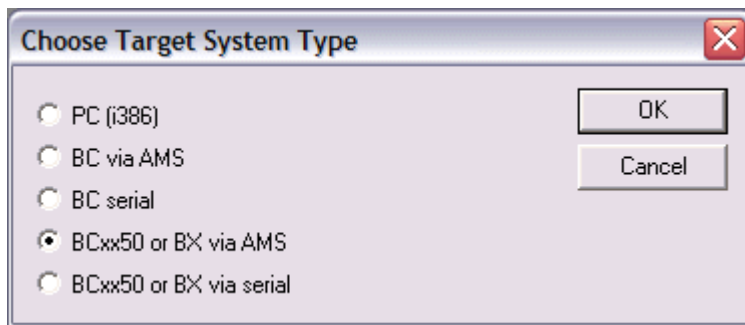 Choose Target System Type
PC (i386)
BC via AMS
BC serial
BCxx50 or BX via AMS
BCxx50 or BX via serial
OK
Cancel